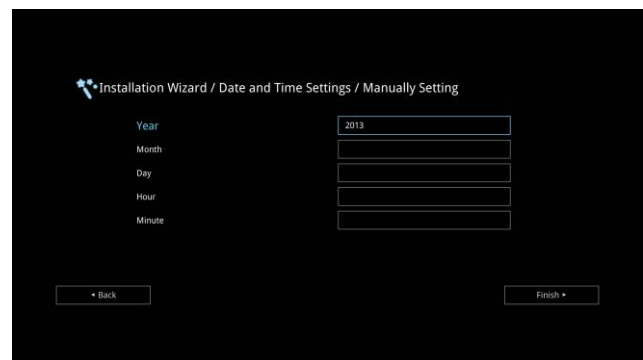 Installation Wizard / Date and Time Settings / Manually Setting
Year 2013
Month
Day
Hour
Minute
Back
Finish